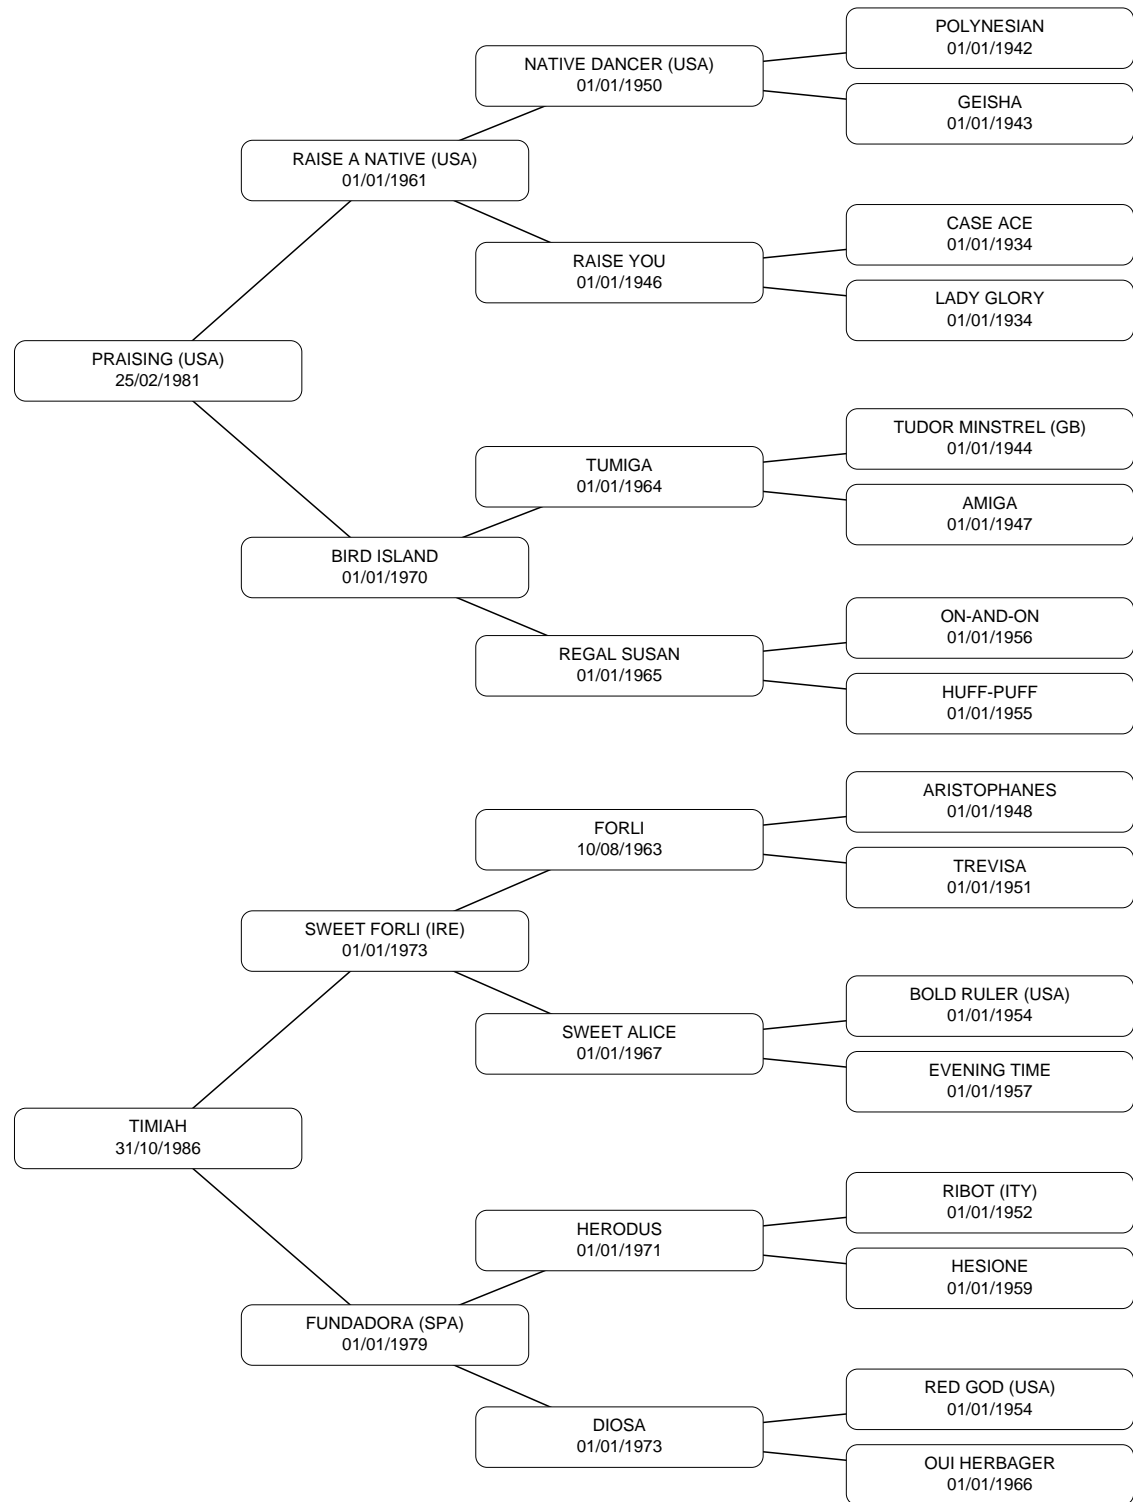 POLYNESIAN
01/01/1942
NATIVE DANCER (USA)
01/01/1950
GEISHA
01/01/1943
RAISE A NATIVE (USA)
01/01/1961
CASE ACE
01/01/1934
RAISE YOU
01/01/1946
LADY GLORY
01/01/1934
PRAISING (USA)
25/02/1981
TUDOR MINSTREL (GB)
01/01/1944
TUMIGA
01/01/1964
AMIGA
01/01/1947
BIRD ISLAND
01/01/1970
ON-AND-ON
01/01/1956
REGAL SUSAN
01/01/1965
HUFF-PUFF
01/01/1955
ARISTOPHANES
01/01/1948
FORLI
10/08/1963
TREVISA
01/01/1951
SWEET FORLI (IRE)
01/01/1973
BOLD RULER (USA)
01/01/1954
SWEET ALICE
01/01/1967
EVENING TIME
01/01/1957
TIMIAH
31/10/1986
RIBOT (ITY)
01/01/1952
HERODUS
01/01/1971
HESIONE
01/01/1959
FUNDADORA (SPA)
01/01/1979
RED GOD (USA)
01/01/1954
DIOSA
01/01/1973
OUI HERBAGER
01/01/1966